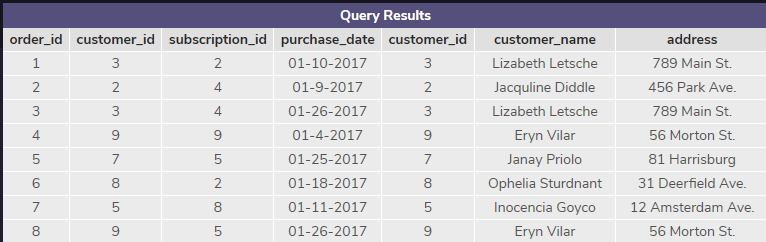 Query Results
order_id customer_id subscription_id purchase_date customer_id customer_name address
1 3 2 01-10-2017 3 Lizabeth Letsche 789 Main St.
2 2 4 01-9-2017 2 Jacquline Diddle 456 Park Ave.
3 3 4 01-26-2017 3 Lizabeth Letsche 789 Main St.
4 9 9 01-4-2017 9 Eryn Vilar 56 Morton St.
5 7 5 01-25-2017 7 Janay Priolo 81 Harrisburg
6 8 2 01-18-2017 8 Ophelia Sturdnant 31 Deerfield Ave.
7 5 8 01-11-2017 5 Inocencia Goyco 12 Amsterdam Ave.
8 9 5 01-26-2017 9 Eryn Vilar 56 Morton St.